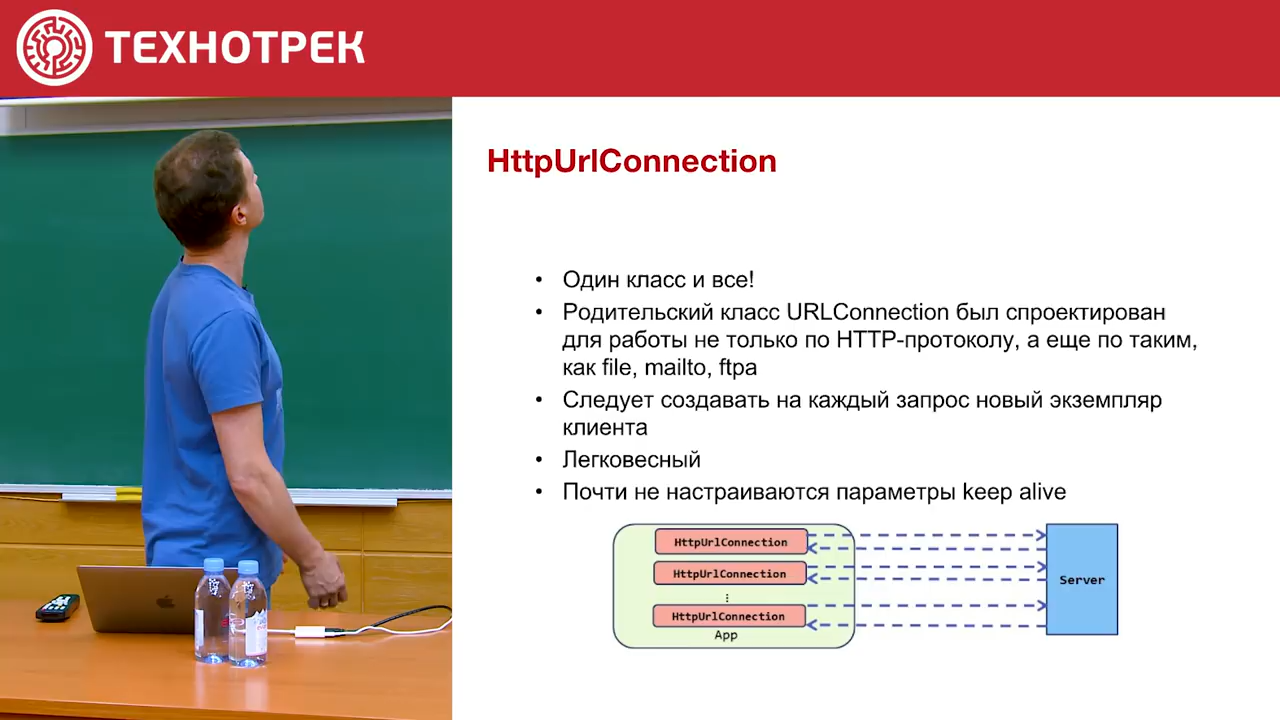 ТЕХНОТРЕК
HttpUrlConnection
• Один класс и все!
• Родительский класс URLConnection был спроектирован
для работы не только по HTTP-протоколу, а еще по таким,
как file, mailto, ftpа
• Следует создавать на каждый запрос новый экземпляр
клиента
• Легковесный
• Почти не настраиваются параметры keep alive
HttpUrlConnection
HttpUrlConnection
⋮
HttpUrlConnection
App
Server